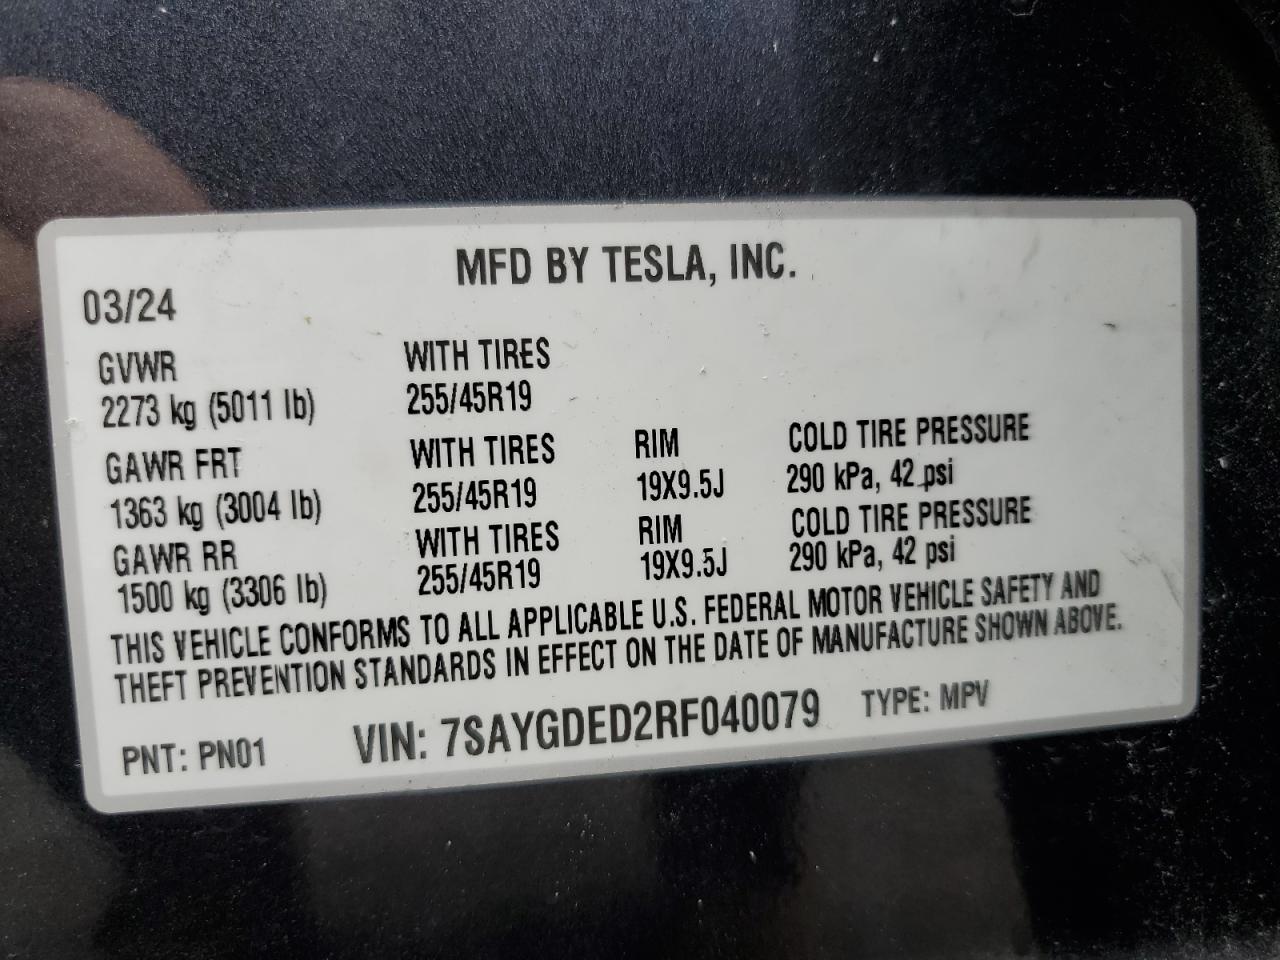 MFD BY TESLA, INC.
03/24
GVWR WITH TIRES
2273 kg (5011 lb) 255/45R19
GAWR FRT WITH TIRES RIM COLD TIRE PRESSURE
1363 kg (3004 lb) 255/45R19 19X9.5J 290 kPa, 42 psi
GAWR RR WITH TIRES RIM COLD TIRE PRESSURE
1500 kg (3306 lb) 255/45R19 19X9.5J 290 kPa, 42 psi
THIS VEHICLE CONFORMS TO ALL APPLICABLE U.S. FEDERAL MOTOR VEHICLE SAFETY AND
THEFT PREVENTION STANDARDS IN EFFECT ON THE DATE OF MANUFACTURE SHOWN ABOVE.
PNT: PN01 VIN: 7SAYGDED2RF040079 TYPE: MPV